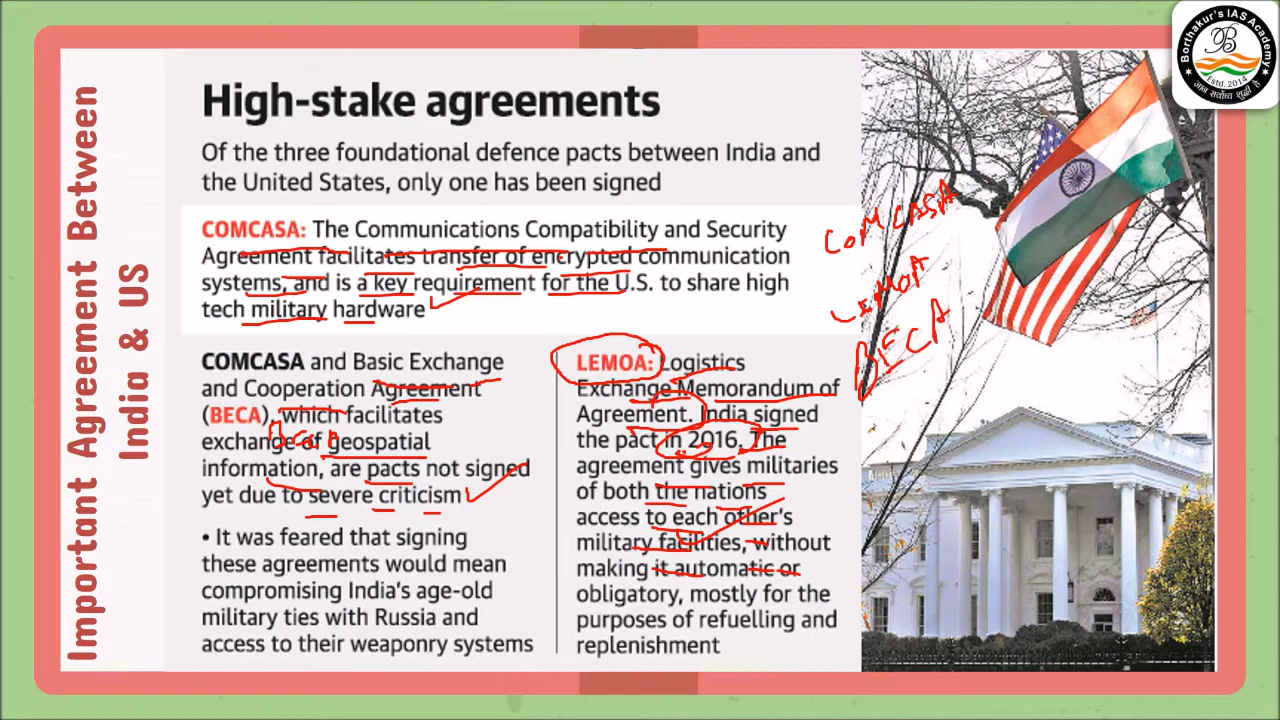 Borthakur's IAS Academy
B
Estd. 2014
ज्ञान सर्वोच्च शुद्धी है
Important Agreement Between
India & US
High-stake agreements
Of the three foundational defence pacts between India and
the United States, only one has been signed
COMCASA: The Communications Compatibility and Security
Agreement facilitates transfer of encrypted communication
systems, and is a key requirement for the U.S. to share high
tech military hardware
COMCASA and Basic Exchange
and Cooperation Agreement
(BECA), which facilitates
exchange of geospatial
information, are pacts not signed
yet due to severe criticism
• It was feared that signing
these agreements would mean
compromising India's age-old
military ties with Russia and
access to their weaponry systems
LEMOA: Logistics
Exchange Memorandum of
Agreement. India signed
the pact in 2016. The
agreement gives militaries
of both the nations
access to each other's
military facilities, without
making it automatic or
obligatory, mostly for the
purposes of refuelling and
replenishment
COMCASA
LEMOA
BECA